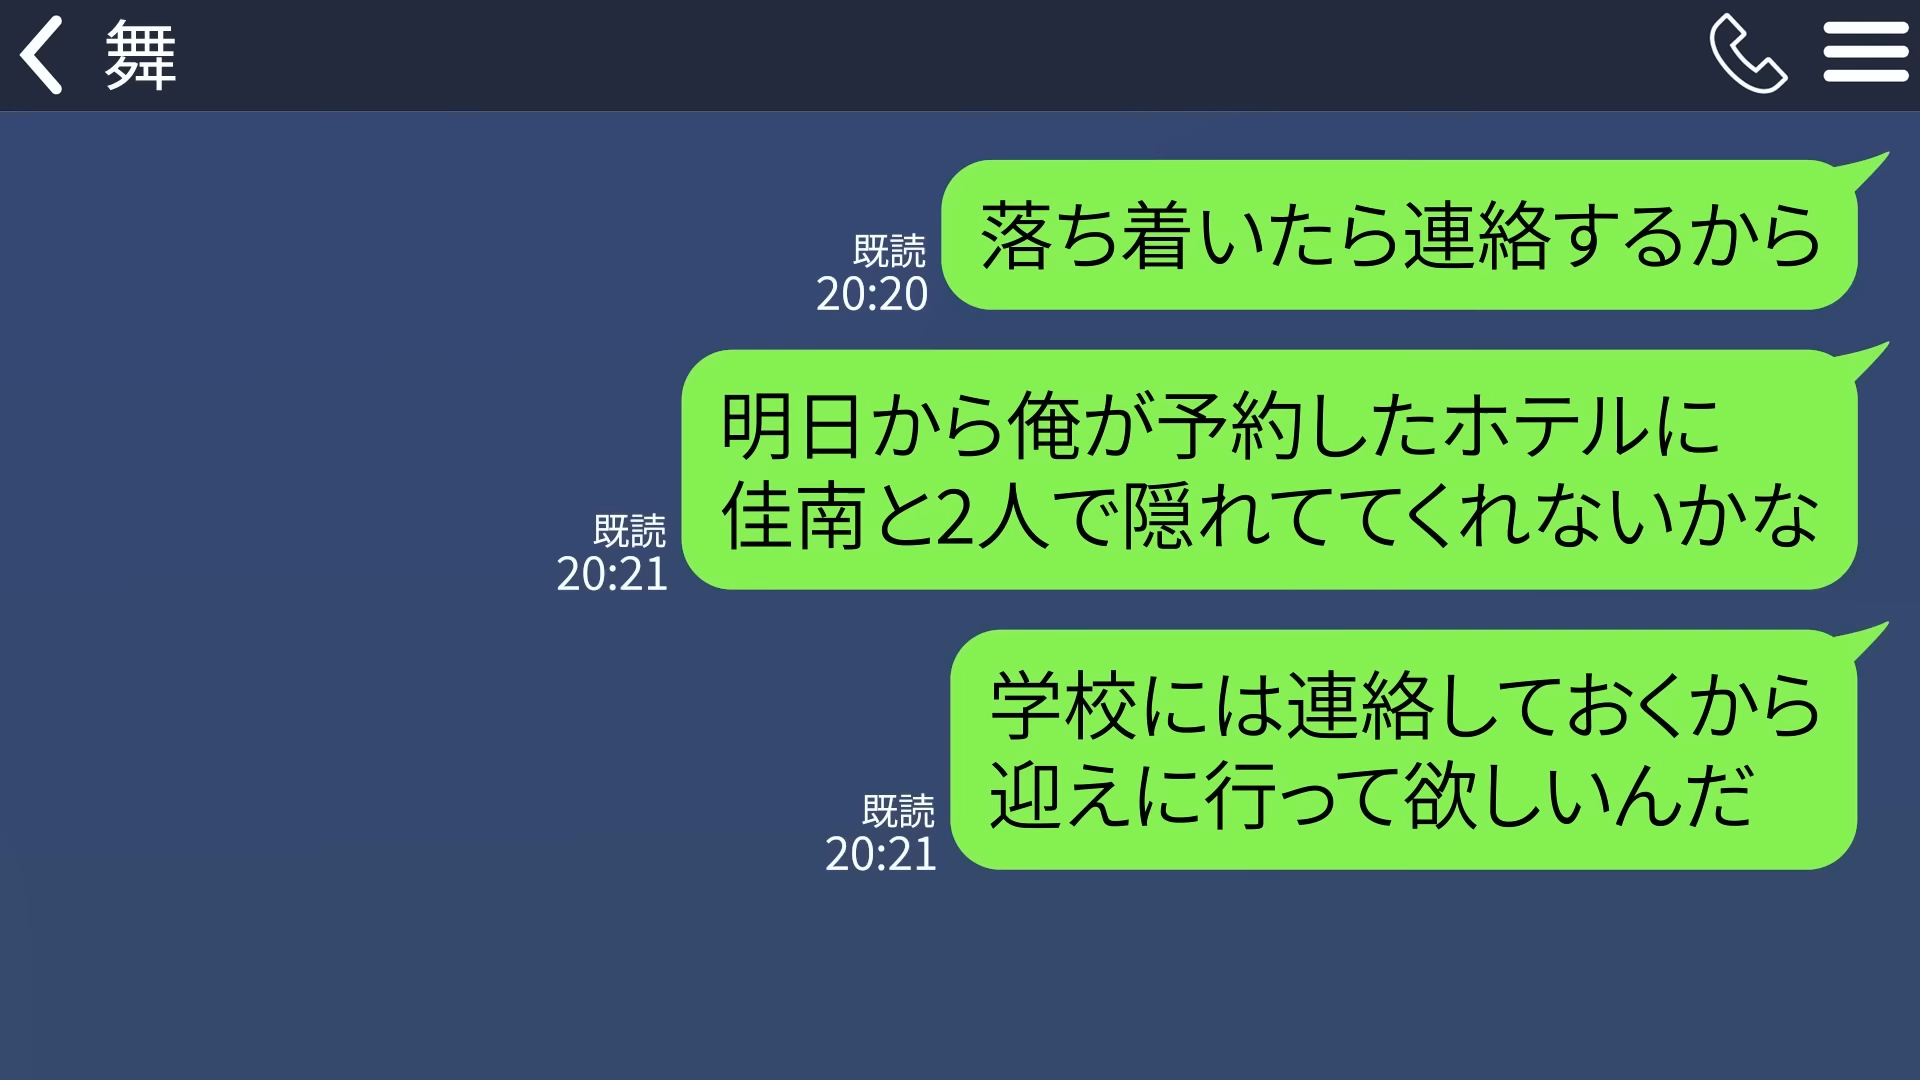 舞
落ち着いたら連絡するから
既読
20:20
明日から俺が予約したホテルに
佳南と2人で隠れててくれないかな
既読
20:21
学校には連絡しておくから
迎えに行って欲しいんだ
既読
20:21